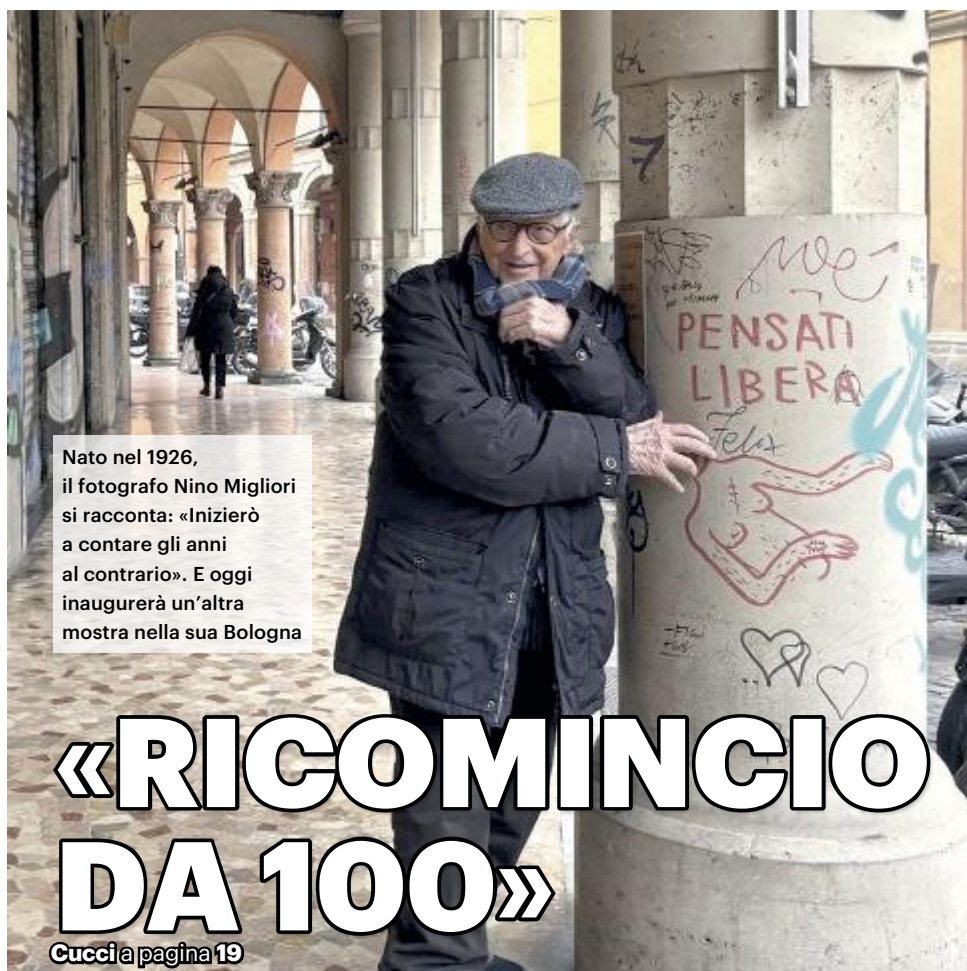 Nato nel 1926,
il fotografo Nino Migliori
si racconta: «Inizierò
a contare gli anni
al contrario». E oggi
inaugurerà un’altra
mostra nella sua Bologna
PENSATI
LIBERA
Felix
«RICOMINCIO
DA 100»
Cucci a pagina 19